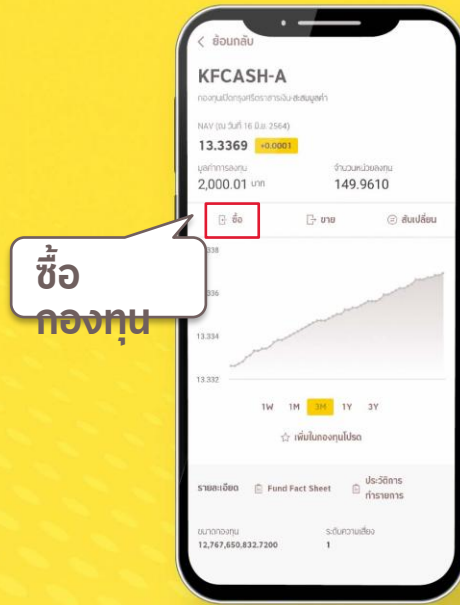 ย้อนกลับ
KFCASH-A
กองทุนเปิดกรุงศรีตราสารเงิน-สะสมมูลค่า
NAV (ณ วันที่ 16 มิ.ย. 2564)
13.3369 +0.0001
มูลค่าการลงทุน จำนวนหน่วยลงทุน
2,000.01 บาท 149.9610
ซื้อ ขาย สับเปลี่ยน
ซื้อ
กองทุน
338
336
13.334
13.332
1W 1M 3M 1Y 3Y
เพิ่มในกองทุนโปรด
รายละเอียด Fund Fact Sheet ประวัติการ
ทำรายการ
ขนาดกองทุน ระดับความเสี่ยง
12,767,650,832.7200 1